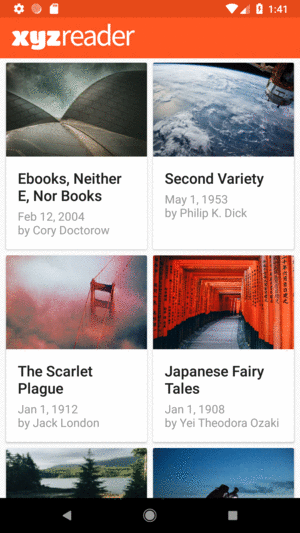 1:41
xyzreader
Ebooks, Neither
E, Nor Books
Feb 12, 2004
by Cory Doctorow
Second Variety
May 1, 1953
by Philip K. Dick
The Scarlet
Plague
Jan 1, 1912
by Jack London
Japanese Fairy
Tales
Jan 1, 1908
by Yei Theodora Ozaki